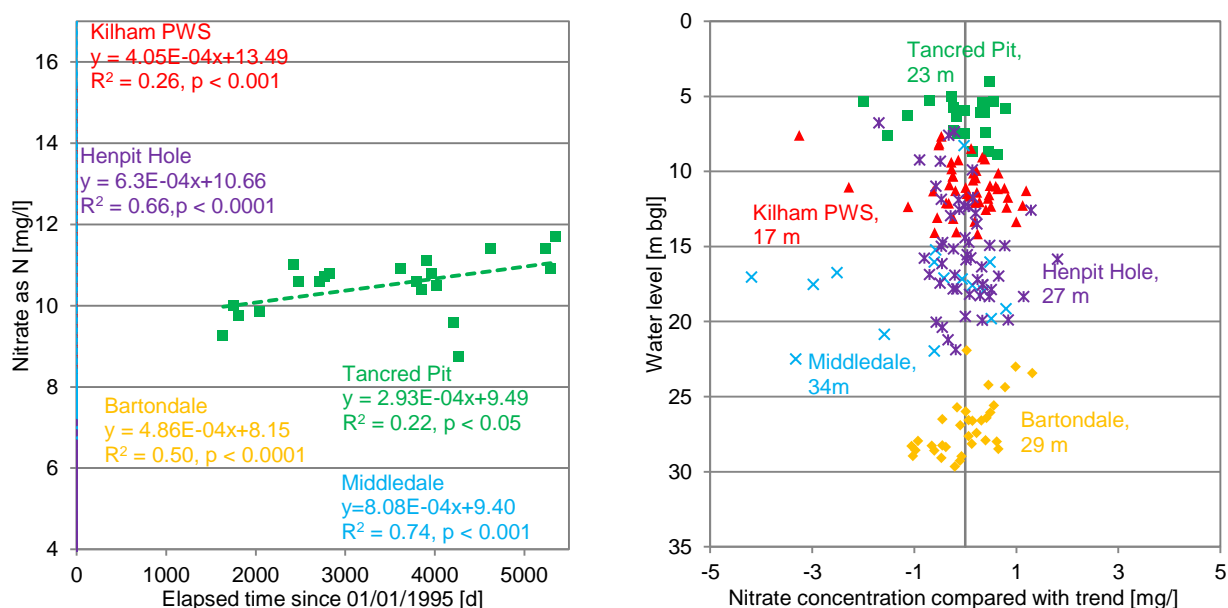 16
14
12
10
8
6
4
0
1000
2000
3000
4000
5000
Nitrate as N [mg/l]
Elapsed time since 01/01/1995 [d]
Kilham PWS
y = 4.05E-04x+13.49
R² = 0.26, p < 0.001
Henpit Hole
y = 6.3E-04x+10.66
R² = 0.66,p < 0.0001
Tancred Pit
y = 2.93E-04x+9.49
R² = 0.22, p < 0.05
Bartondale
y = 4.86E-04x+8.15
R² = 0.50, p < 0.0001
Middledale
y=8.08E-04x+9.40
R² = 0.74, p < 0.001
0
5
10
15
20
25
30
35
-5
-3
-1
1
3
5
Water level [m bgl]
Nitrate concentration compared with trend [mg/]
Tancred Pit,
23 m
Kilham PWS,
17 m
Henpit Hole,
27 m
Middledale,
34m
Bartondale,
29 m